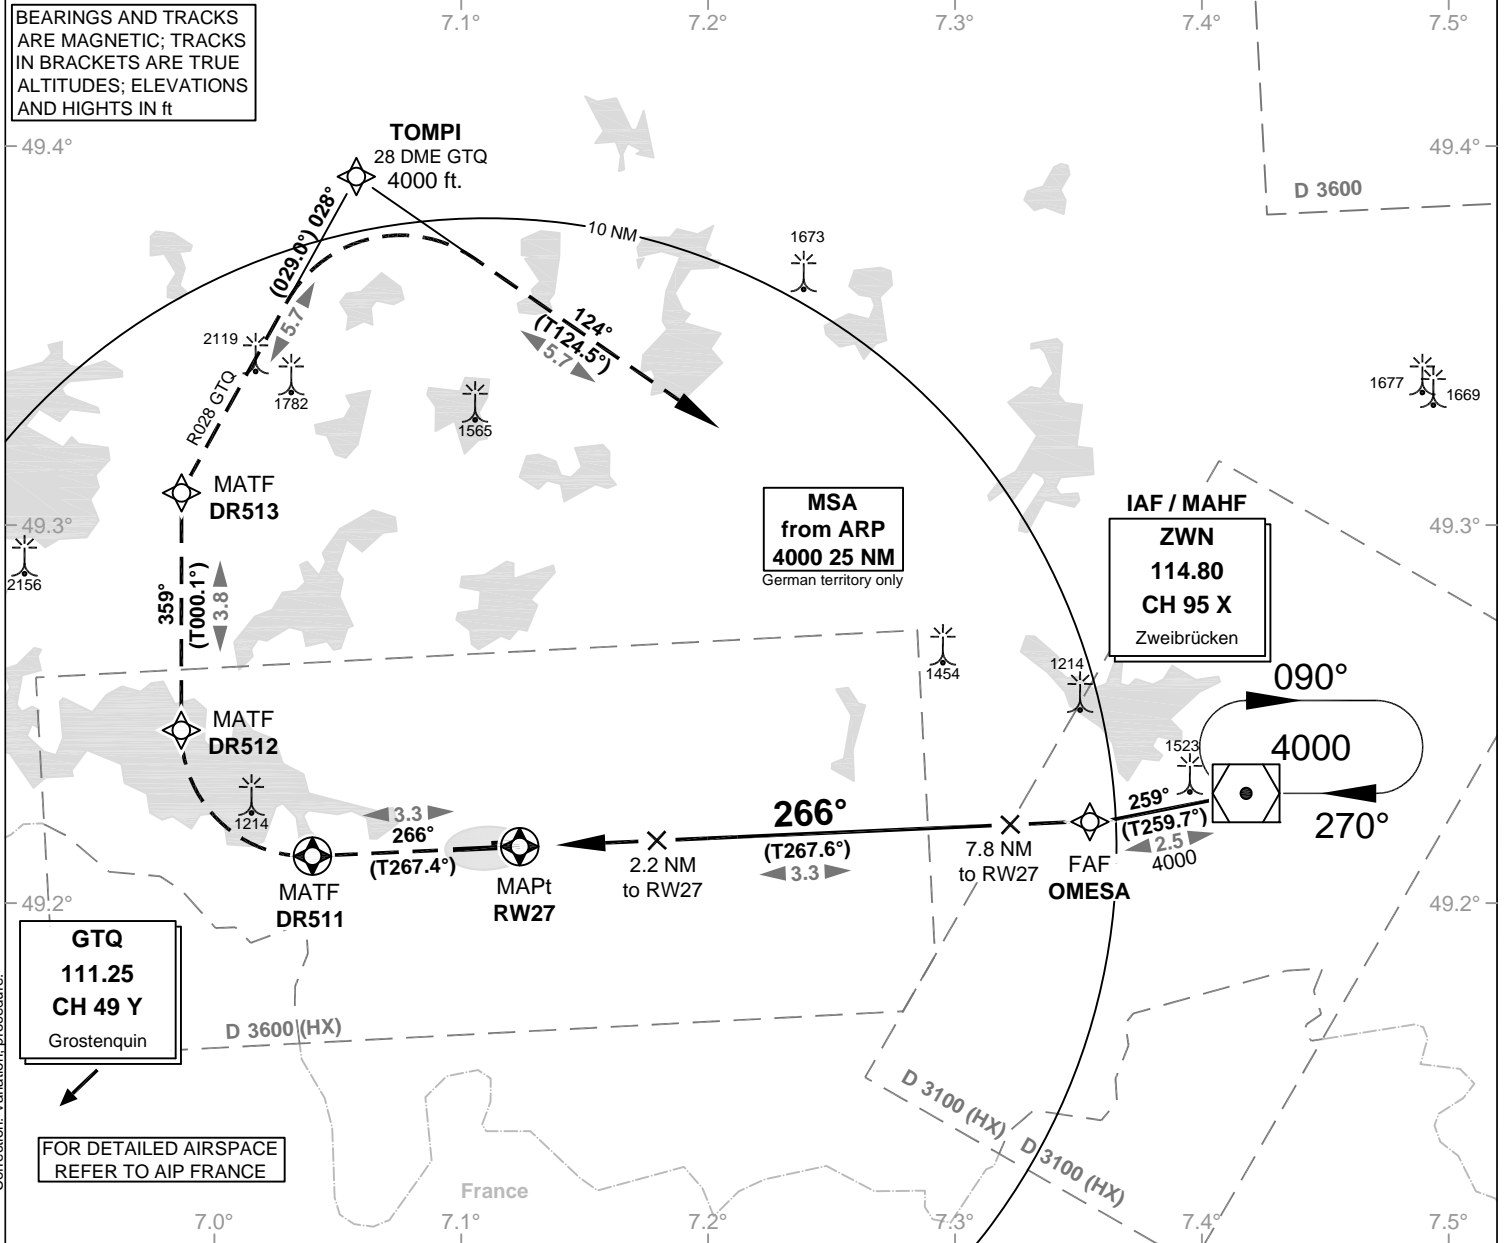 BEARINGS AND TRACKS
ARE MAGNETIC; TRACKS
IN BRACKETS ARE TRUE
ALTITUDES; ELEVATIONS
AND HIGHTS IN ft
7.1°
7.2°
7.3°
7.4°
7.5°
49.4°
49.4°
TOMPI
28 DME GTQ
4000 ft.
D 3600
10 NM
(029.0°) 028°
5.7
1673
2119
1782
R028 GTQ
1565
124°
(T124.5°)
5.7
1677
1669
MATF
DR513
49.3°
49.3°
2156
359°
(T000.1°)
3.8
MSA
from ARP
4000 25 NM
German territory only
IAF / MAHF
ZWN
114.80
CH 95 X
Zweibrücken
1454
1214
090°
4000
270°
1523
MATF
DR512
1214
3.3
266°
(T267.4°)
MATF
DR511
MAPt
RW27
2.2 NM
to RW27
266°
(T267.6°)
3.3
7.8 NM
to RW27
FAF
OMESA
259°
(T259.7°)
2.5
4000
49.2°
49.2°
GTQ
111.25
CH 49 Y
Grostenquin
D 3600 (HX)
D 3100 (HX)
D 3100 (HX)
FOR DETAILED AIRSPACE
REFER TO AIP FRANCE
France
7.0°
7.1°
7.2°
7.3°
7.4°
7.5°